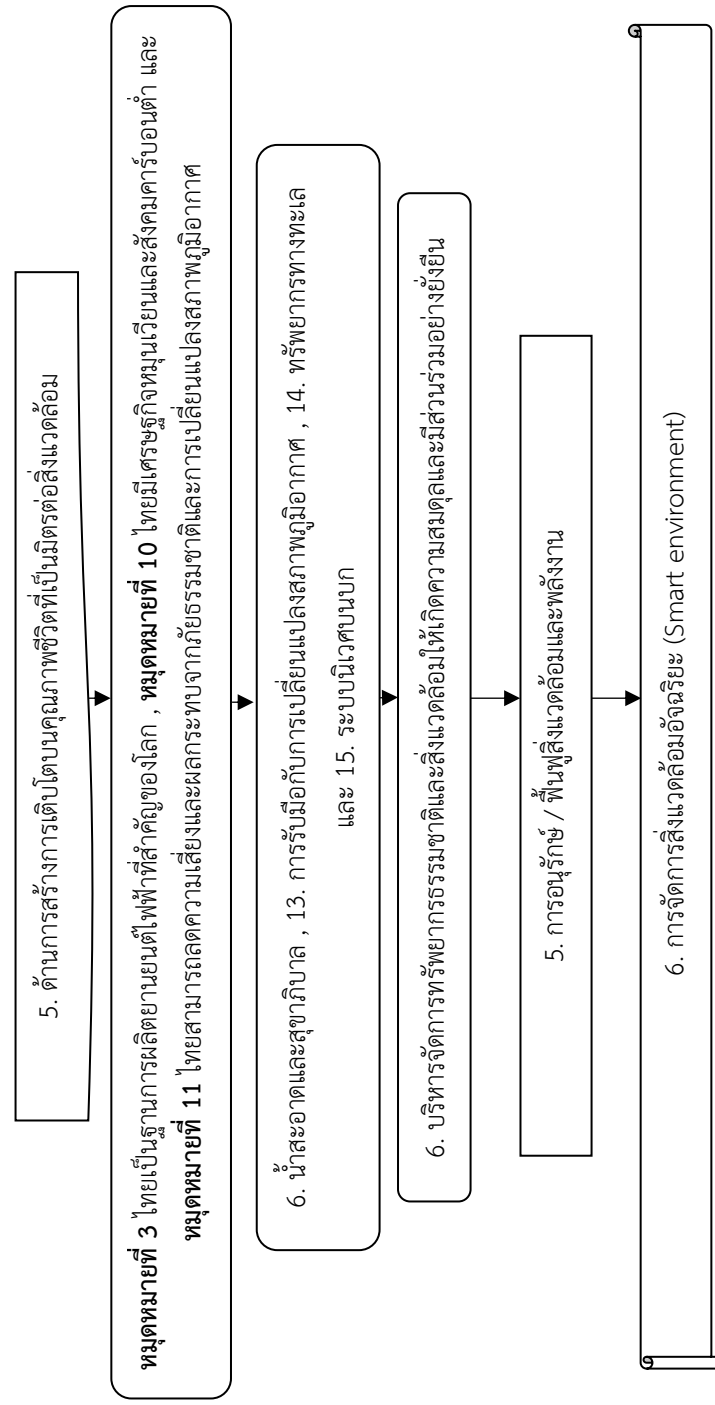 5. ด้านการสร้างการเติบโตบนคุณภาพชีวิตที่เป็นมิตรต่อสิ่งแวดล้อม
หมุดหมายที่ 3 ไทยเป็นฐานการผลิตยานยนต์ไฟฟ้าที่สำคัญของโลก , หมุดหมายที่ 10 ไทยมีเศรษฐกิจหมุนเวียนและสังคมคาร์บอนต่ำ และ
หมุดหมายที่ 11 ไทยสามารถลดความเสี่ยงและผลกระทบจากภัยธรรมชาติและการเปลี่ยนแปลงสภาพภูมิอากาศ
6. น้ำสะอาดและสุขาภิบาล , 13. การรับมือกับการเปลี่ยนแปลงสภาพภูมิอากาศ , 14. ทรัพยากรทางทะเล
และ 15. ระบบนิเวศบนบก
6. บริหารจัดการทรัพยากรธรรมชาติและสิ่งแวดล้อมให้เกิดความสมดุลและมีส่วนร่วมอย่างยั่งยืน
5. การอนุรักษ์ / ฟื้นฟูสิ่งแวดล้อมและพลังงาน
6. การจัดการสิ่งแวดล้อมอัจฉริยะ (Smart environment)